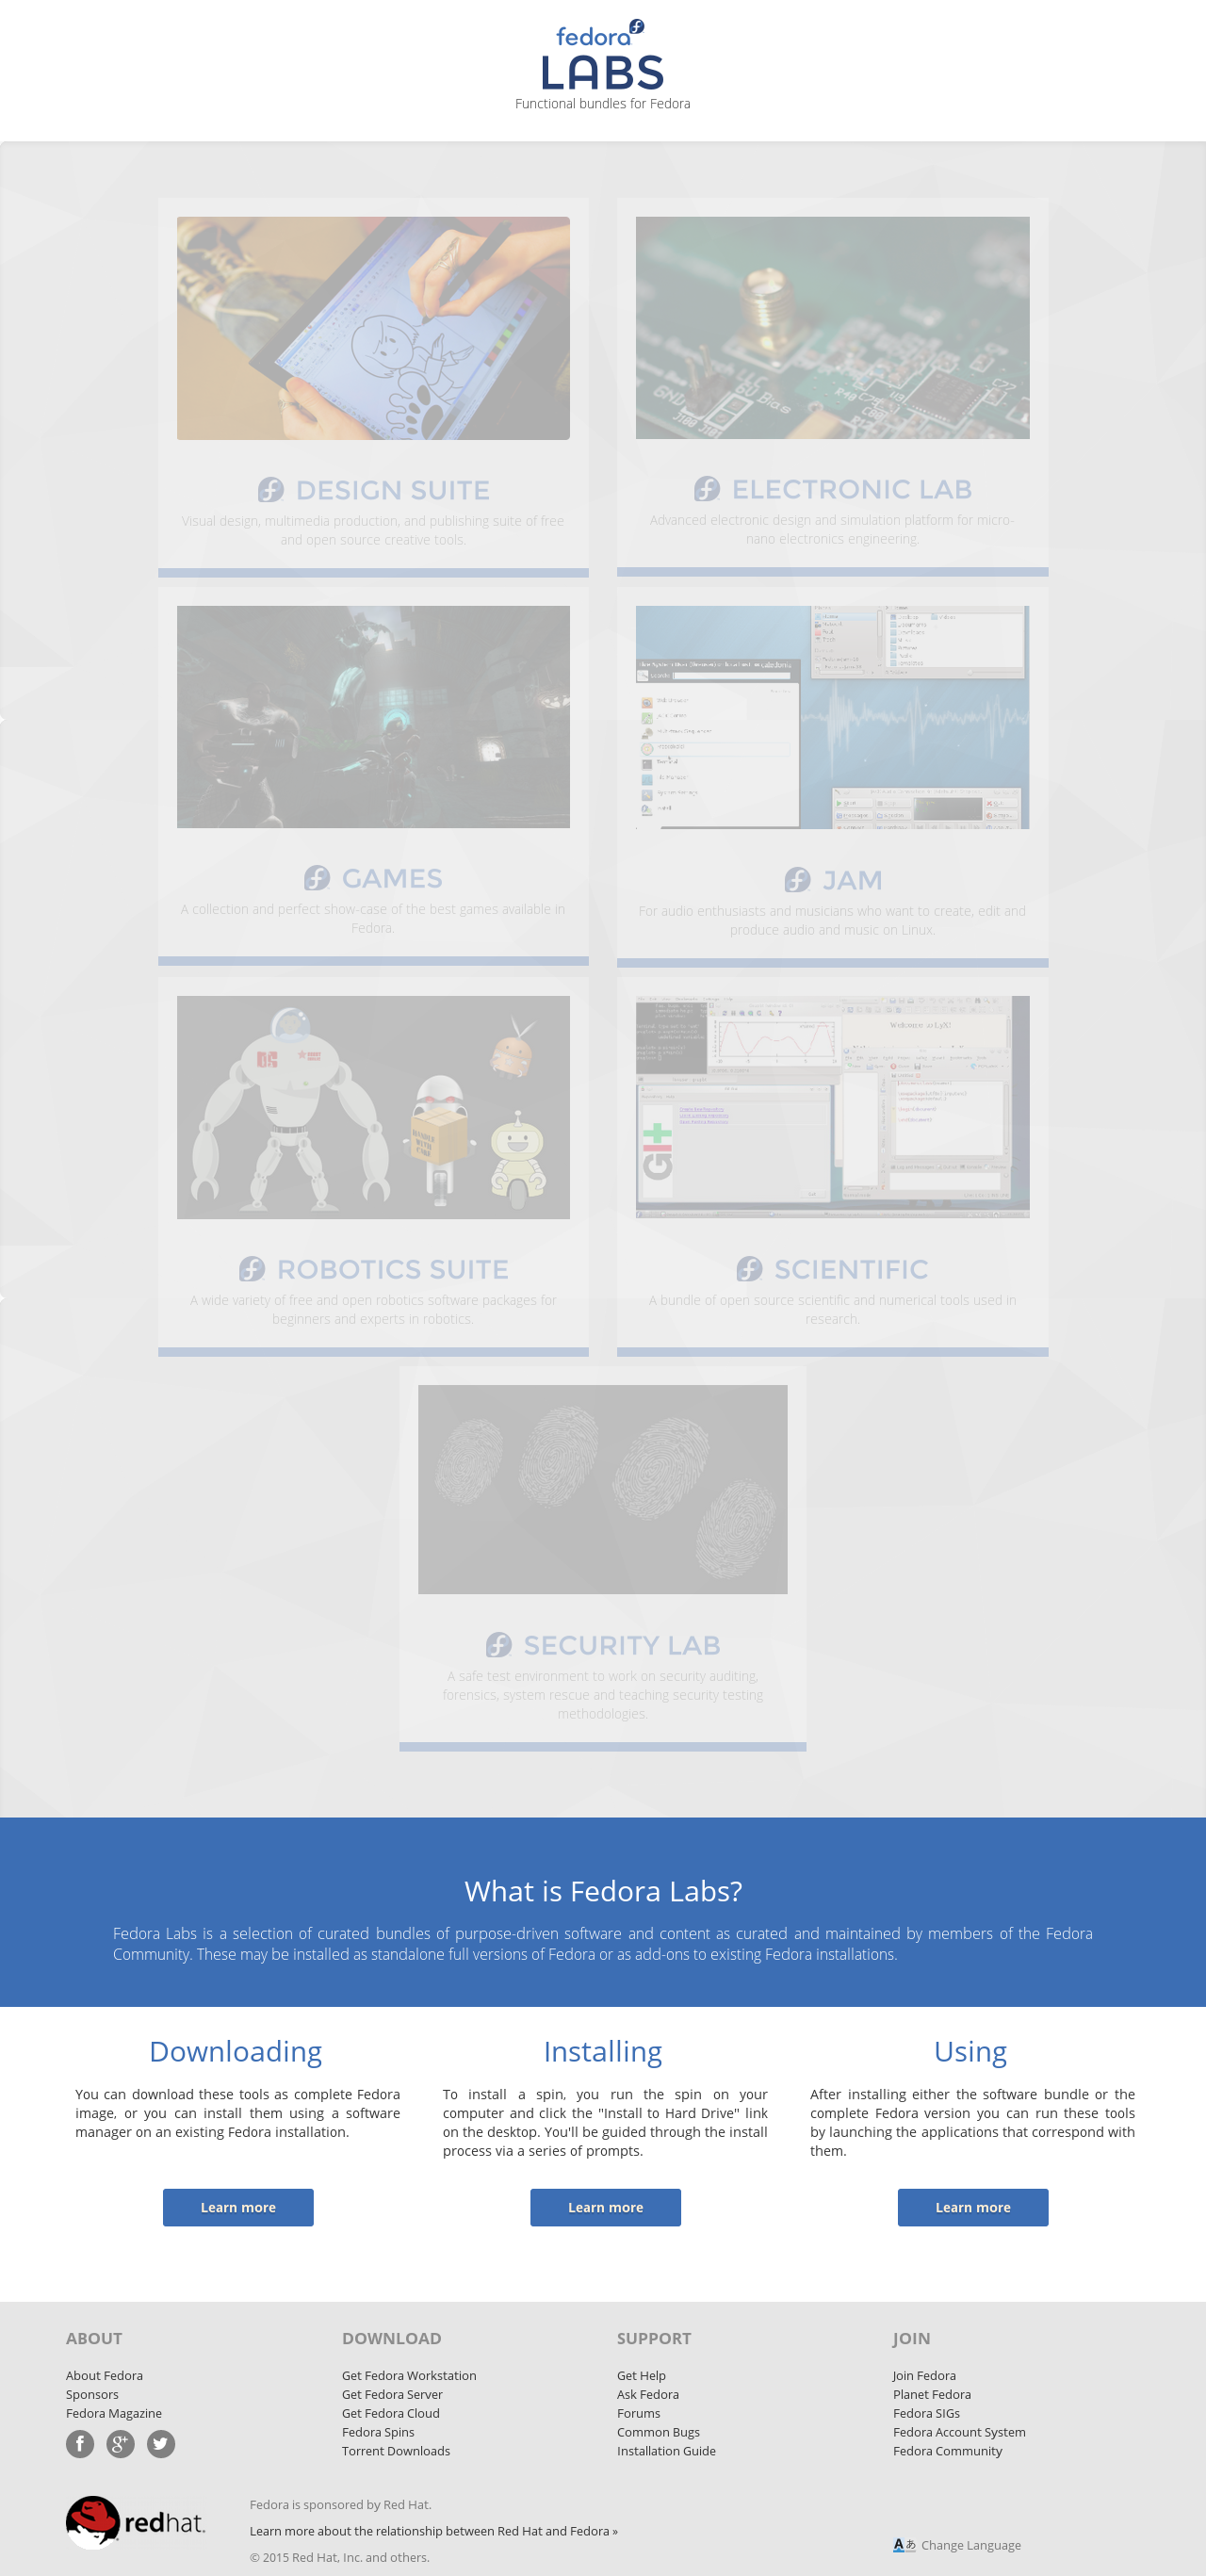 fedora
LABS
Functional bundles for Fedora
GND
J108 J101
60 Bias
DESIGN SUITE
Visual design, multimedia production, and publishing suite of free
and open source creative tools.
ELECTRONIC LAB
Advanced electronic design and simulation platform for micro-
nano electronics engineering.
GAMES
A collection and perfect show-case of the best games available in
Fedora.
JAM
For audio enthusiasts and musicians who want to create, edit and
produce audio and music on Linux.
HANDLE
WITH
CARE
Welcome to LyX!
ROBOTICS SUITE
A wide variety of free and open robotics software packages for
beginners and experts in robotics.
SCIENTIFIC
A bundle of open source scientific and numerical tools used in
research.
SECURITY LAB
A safe test environment to work on security auditing,
forensics, system rescue and teaching security testing
methodologies.
What is Fedora Labs?
Fedora Labs is a selection of curated bundles of purpose-driven software and content as curated and maintained by members of the Fedora
Community. These may be installed as standalone full versions of Fedora or as add-ons to existing Fedora installations.
Downloading
You can download these tools as complete Fedora
image, or you can install them using a software
manager on an existing Fedora installation.
Learn more
Installing
To install a spin, you run the spin on your
computer and click the "Install to Hard Drive" link
on the desktop. You'll be guided through the install
process via a series of prompts.
Learn more
Using
After installing either the software bundle or the
complete Fedora version you can run these tools
by launching the applications that correspond with
them.
Learn more
ABOUT
About Fedora
Sponsors
Fedora Magazine
DOWNLOAD
Get Fedora Workstation
Get Fedora Server
Get Fedora Cloud
Fedora Spins
Torrent Downloads
SUPPORT
Get Help
Ask Fedora
Forums
Common Bugs
Installation Guide
JOIN
Join Fedora
Planet Fedora
Fedora SIGs
Fedora Account System
Fedora Community
redhat.
Fedora is sponsored by Red Hat.
Learn more about the relationship between Red Hat and Fedora »
© 2015 Red Hat, Inc. and others.
Change Language